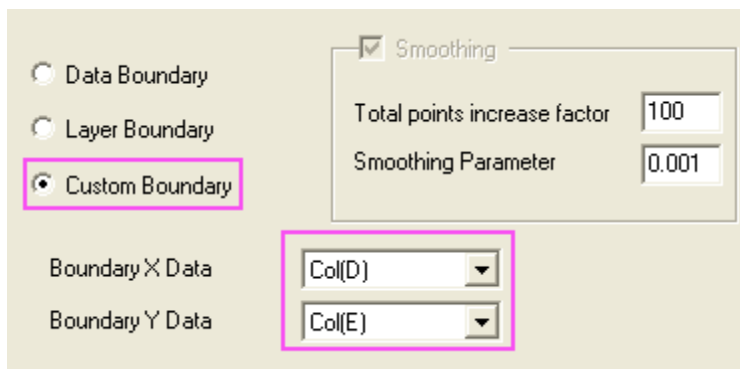 Data Boundary
Layer Boundary
Custom Boundary
Smoothing
Total points increase factor 100
Smoothing Parameter 0.001
Boundary X Data Col(D)
Boundary Y Data Col(E)